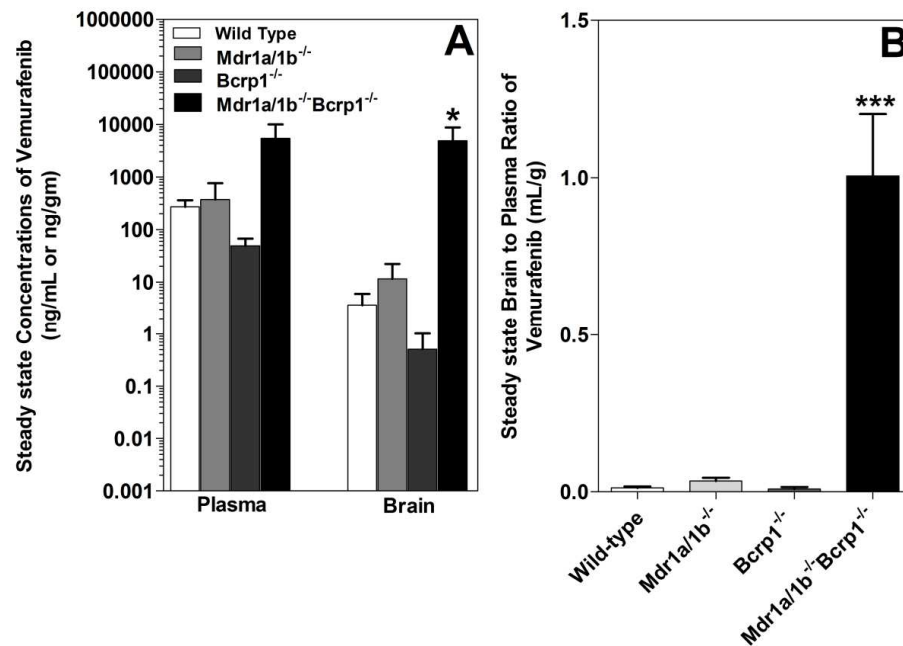 Steady state Concentrations of Vemurafenib
(ng/mL or ng/gm)
1000000
100000
10000
1000
100
10
1
0.1
0.01
0.001
Wild Type
Mdr1a/1b-/-
Bcrp1-/-
Mdr1a/1b-/-Bcrp1-/-
A
*
Plasma
Brain
Steady state Brain to Plasma Ratio of
Vemurafenib (mL/g)
1.5
1.0
0.5
0.0
B
***
Wild-type
Mdr1a/1b-/-
Bcrp1-/-
Mdr1a/1b-/-Bcrp1-/-